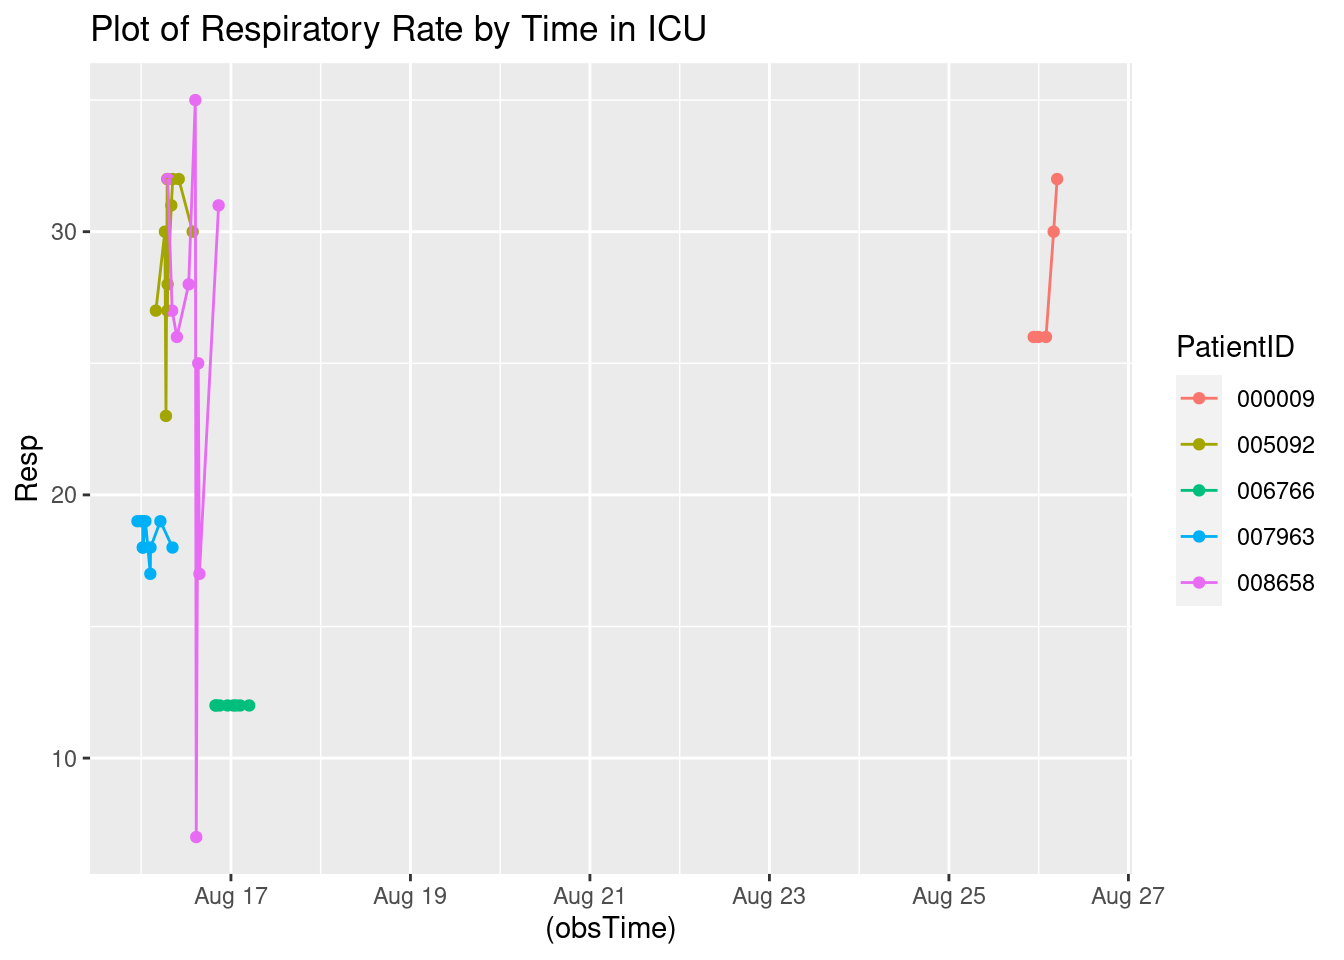 Plot of Respiratory Rate by Time in ICU
30
20
10
Resp
Aug 17
Aug 19
Aug 21
Aug 23
Aug 25
Aug 27
(obsTime)
PatientID
000009
005092
006766
007963
008658